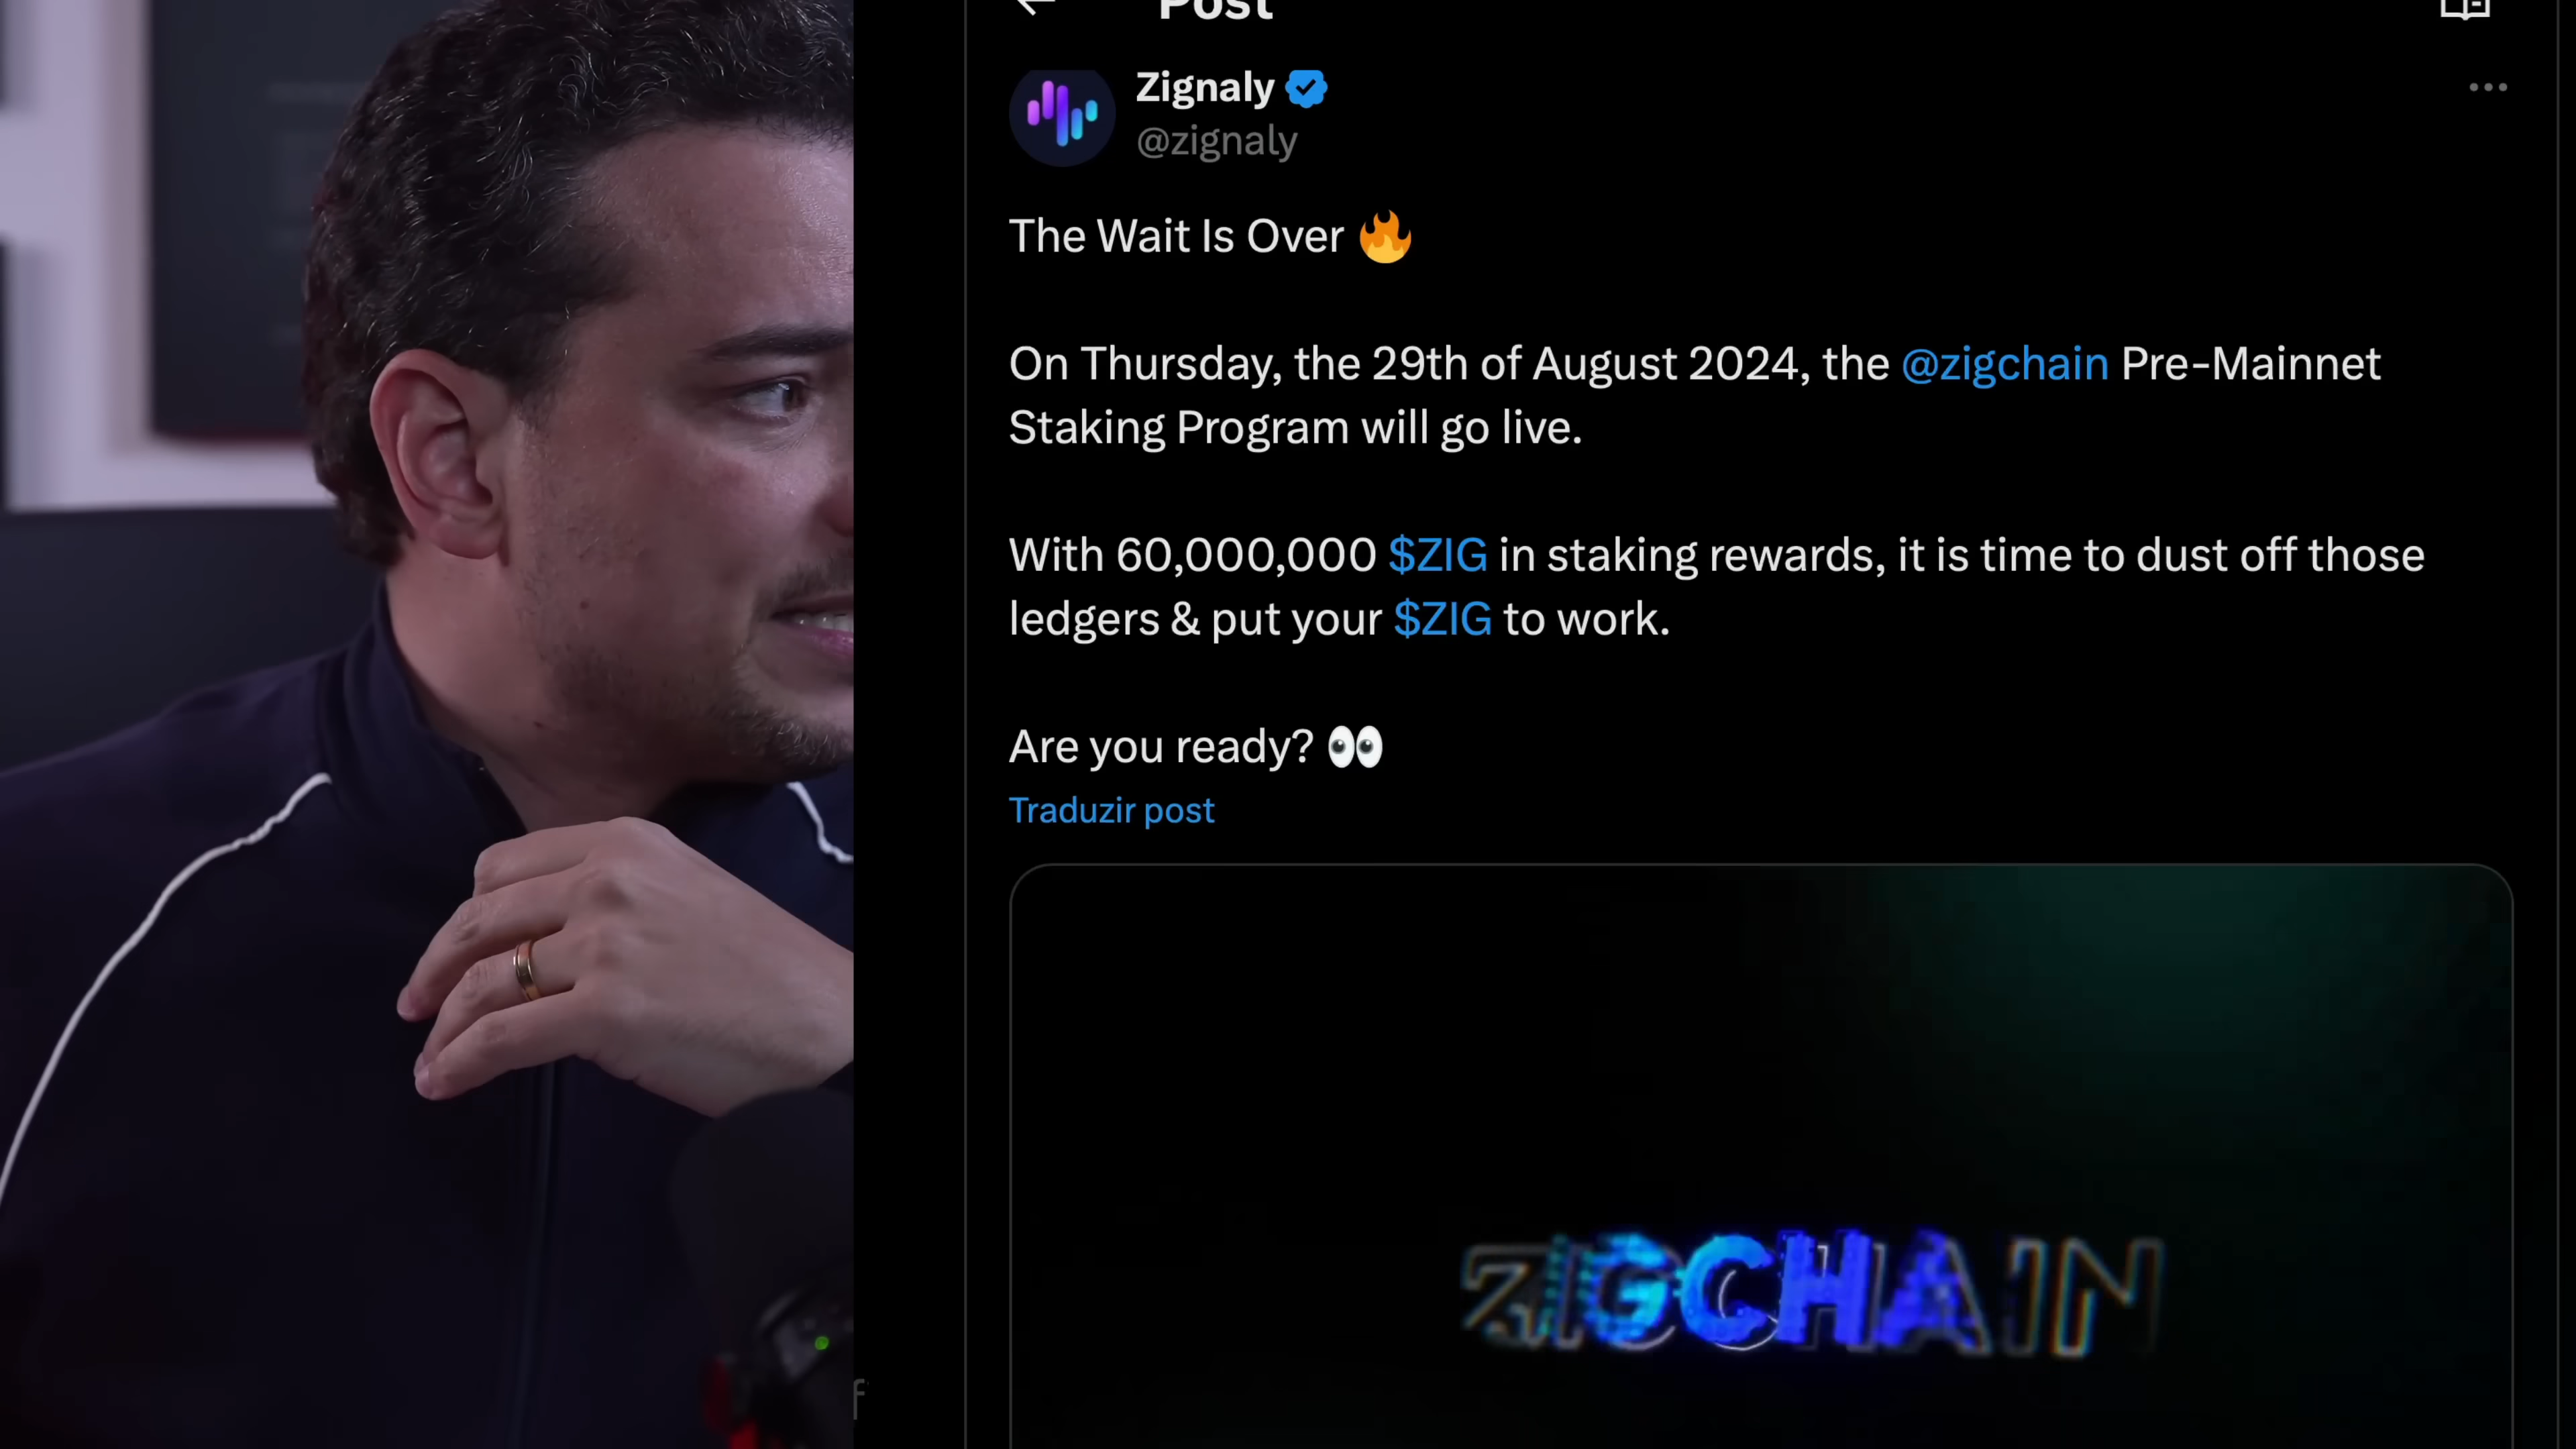 Post
Zignaly
@zignaly
The Wait Is Over 🔥
On Thursday, the 29th of August 2024, the @zigchain Pre-Mainnet
Staking Program will go live.
With 60,000,000 $ZIG in staking rewards, it is time to dust off those
ledgers & put your $ZIG to work.
Are you ready? 👀
Traduzir post
ZIGCHAIN